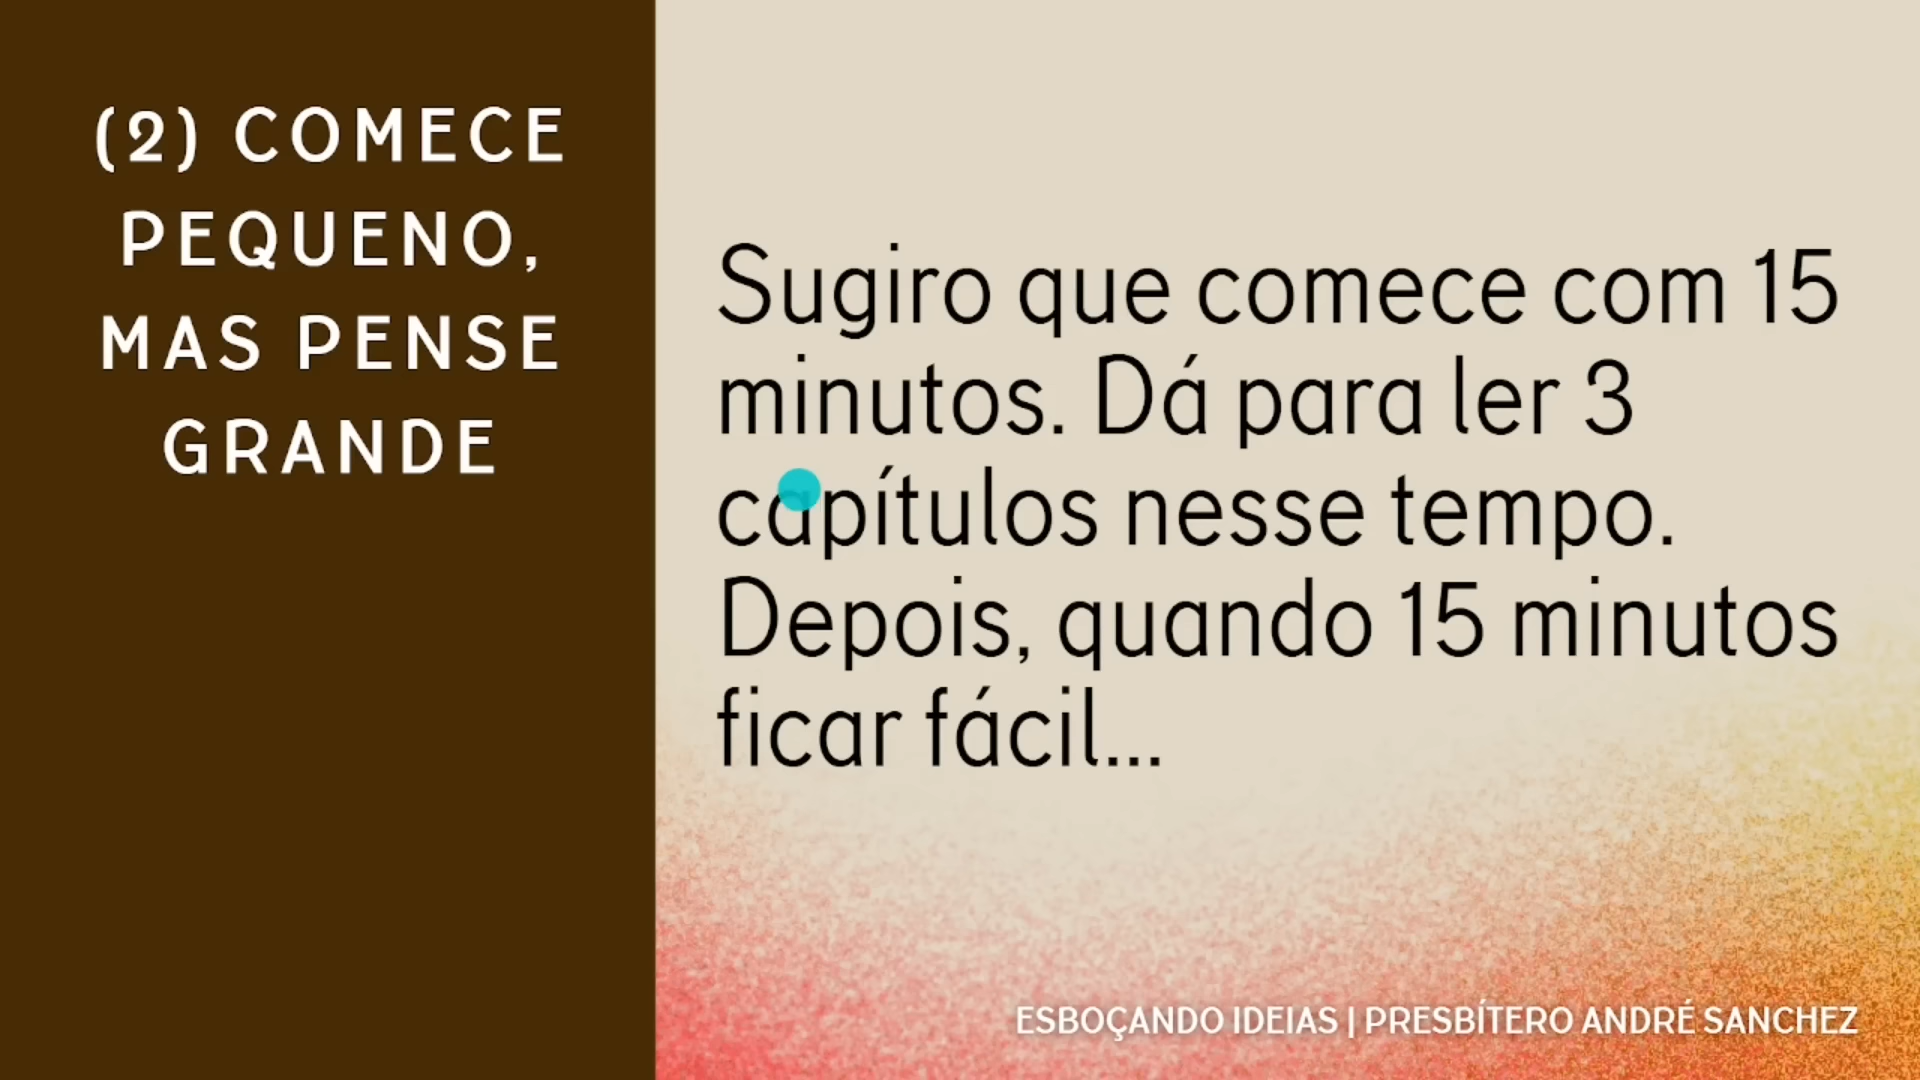 (2) COMECE
PEQUENO,
MAS PENSE
GRANDE
Sugiro que comece com 15
minutos. Dá para ler 3
capítulos nesse tempo.
Depois, quando 15 minutos
ficar fácil...
ESBOÇANDO IDEIAS | PRESBÍTERO ANDRÉ SANCHEZ